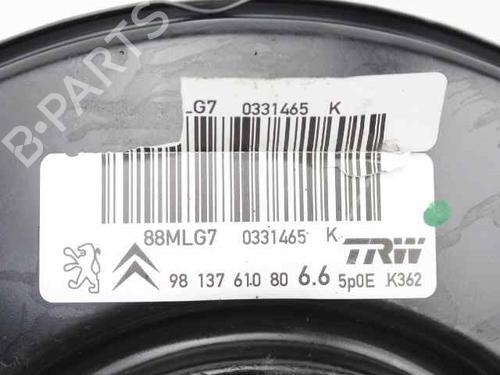 _G7 0331465 K
88MLG7 0331465 K
TRW
98 137 610 80 6.6 5p0E K362
B-PARTS